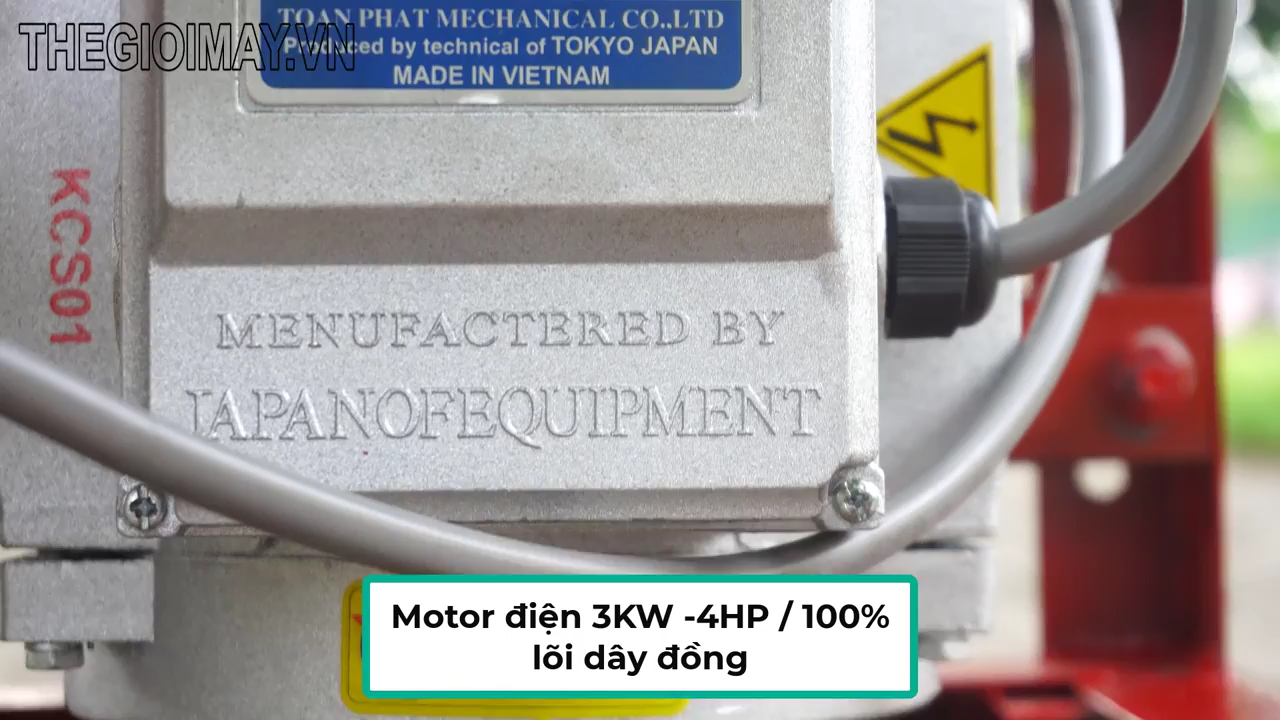 TOAN PHAT MECHANICAL CO.,LTD
Produced by technical of TOKYO JAPAN
MADE IN VIETNAM
THEGIOIMAY.VN
KCS01
MENUFACTERED BY
JAPANOFEQUIPMENT
Motor điện 3KW -4HP / 100%
lõi dây đồng